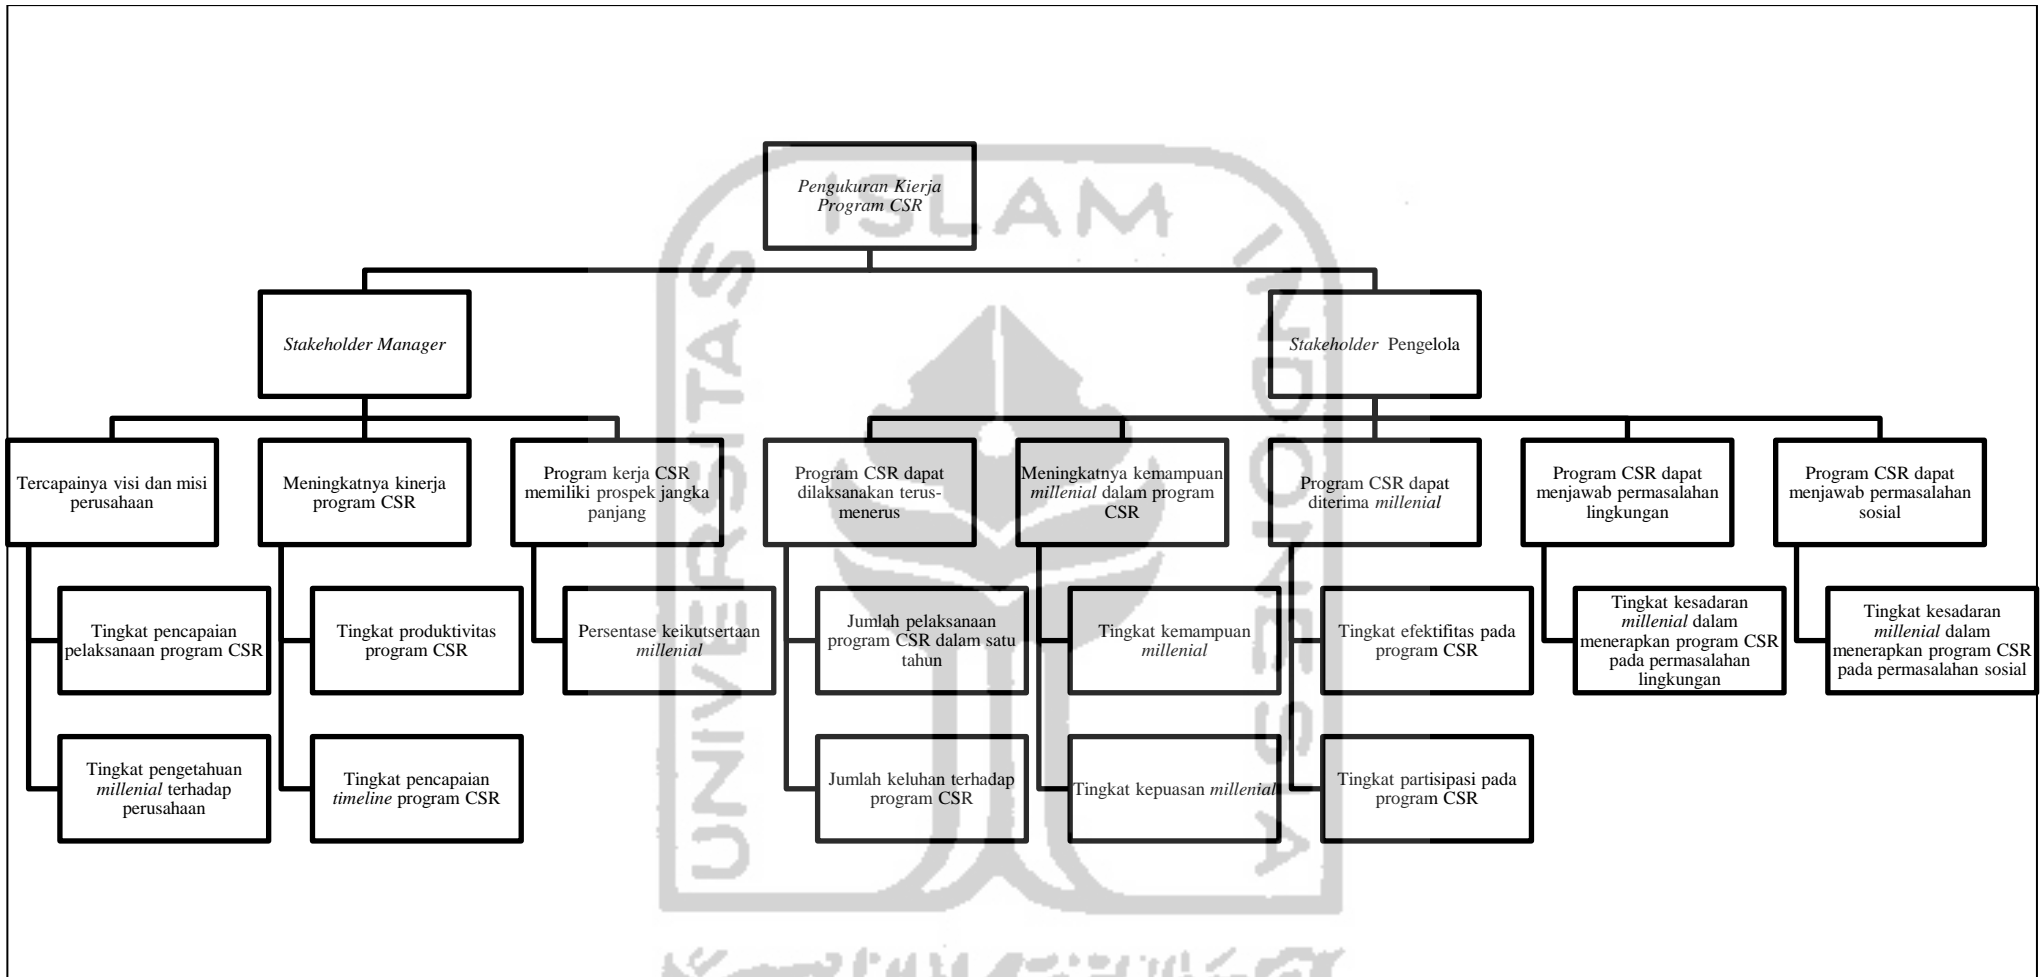 Pengukuran Kierja
Program CSR
Stakeholder Manager
Stakeholder Pengelola
Tercapainya visi dan misi
perusahaan
Meningkatnya kinerja
program CSR
Program kerja CSR
memiliki prospek jangka
panjang
Program CSR dapat
dilaksanakan terus-
menerus
Meningkatnya kemampuan
millenial dalam program
CSR
Program CSR dapat
diterima millenial
Program CSR dapat
menjawab permasalahan
lingkungan
Program CSR dapat
menjawab permasalahan
sosial
Tingkat pencapaian
pelaksanaan program CSR
Tingkat produktivitas
program CSR
Persentase keikutsertaan
millenial
Jumlah pelaksanaan
program CSR dalam satu
tahun
Tingkat kemampuan
millenial
Tingkat efektifitas pada
program CSR
Tingkat kesadaran
millenial dalam
menerapkan program CSR
pada permasalahan
lingkungan
Tingkat kesadaran
millenial dalam
menerapkan program CSR
pada permasalahan sosial
Tingkat pengetahuan
millenial terhadap
perusahaan
Tingkat pencapaian
timeline program CSR
Jumlah keluhan terhadap
program CSR
Tingkat kepuasan millenial
Tingkat partisipasi pada
program CSR
UNIVERSITAS
ISLAM
INDONESIA